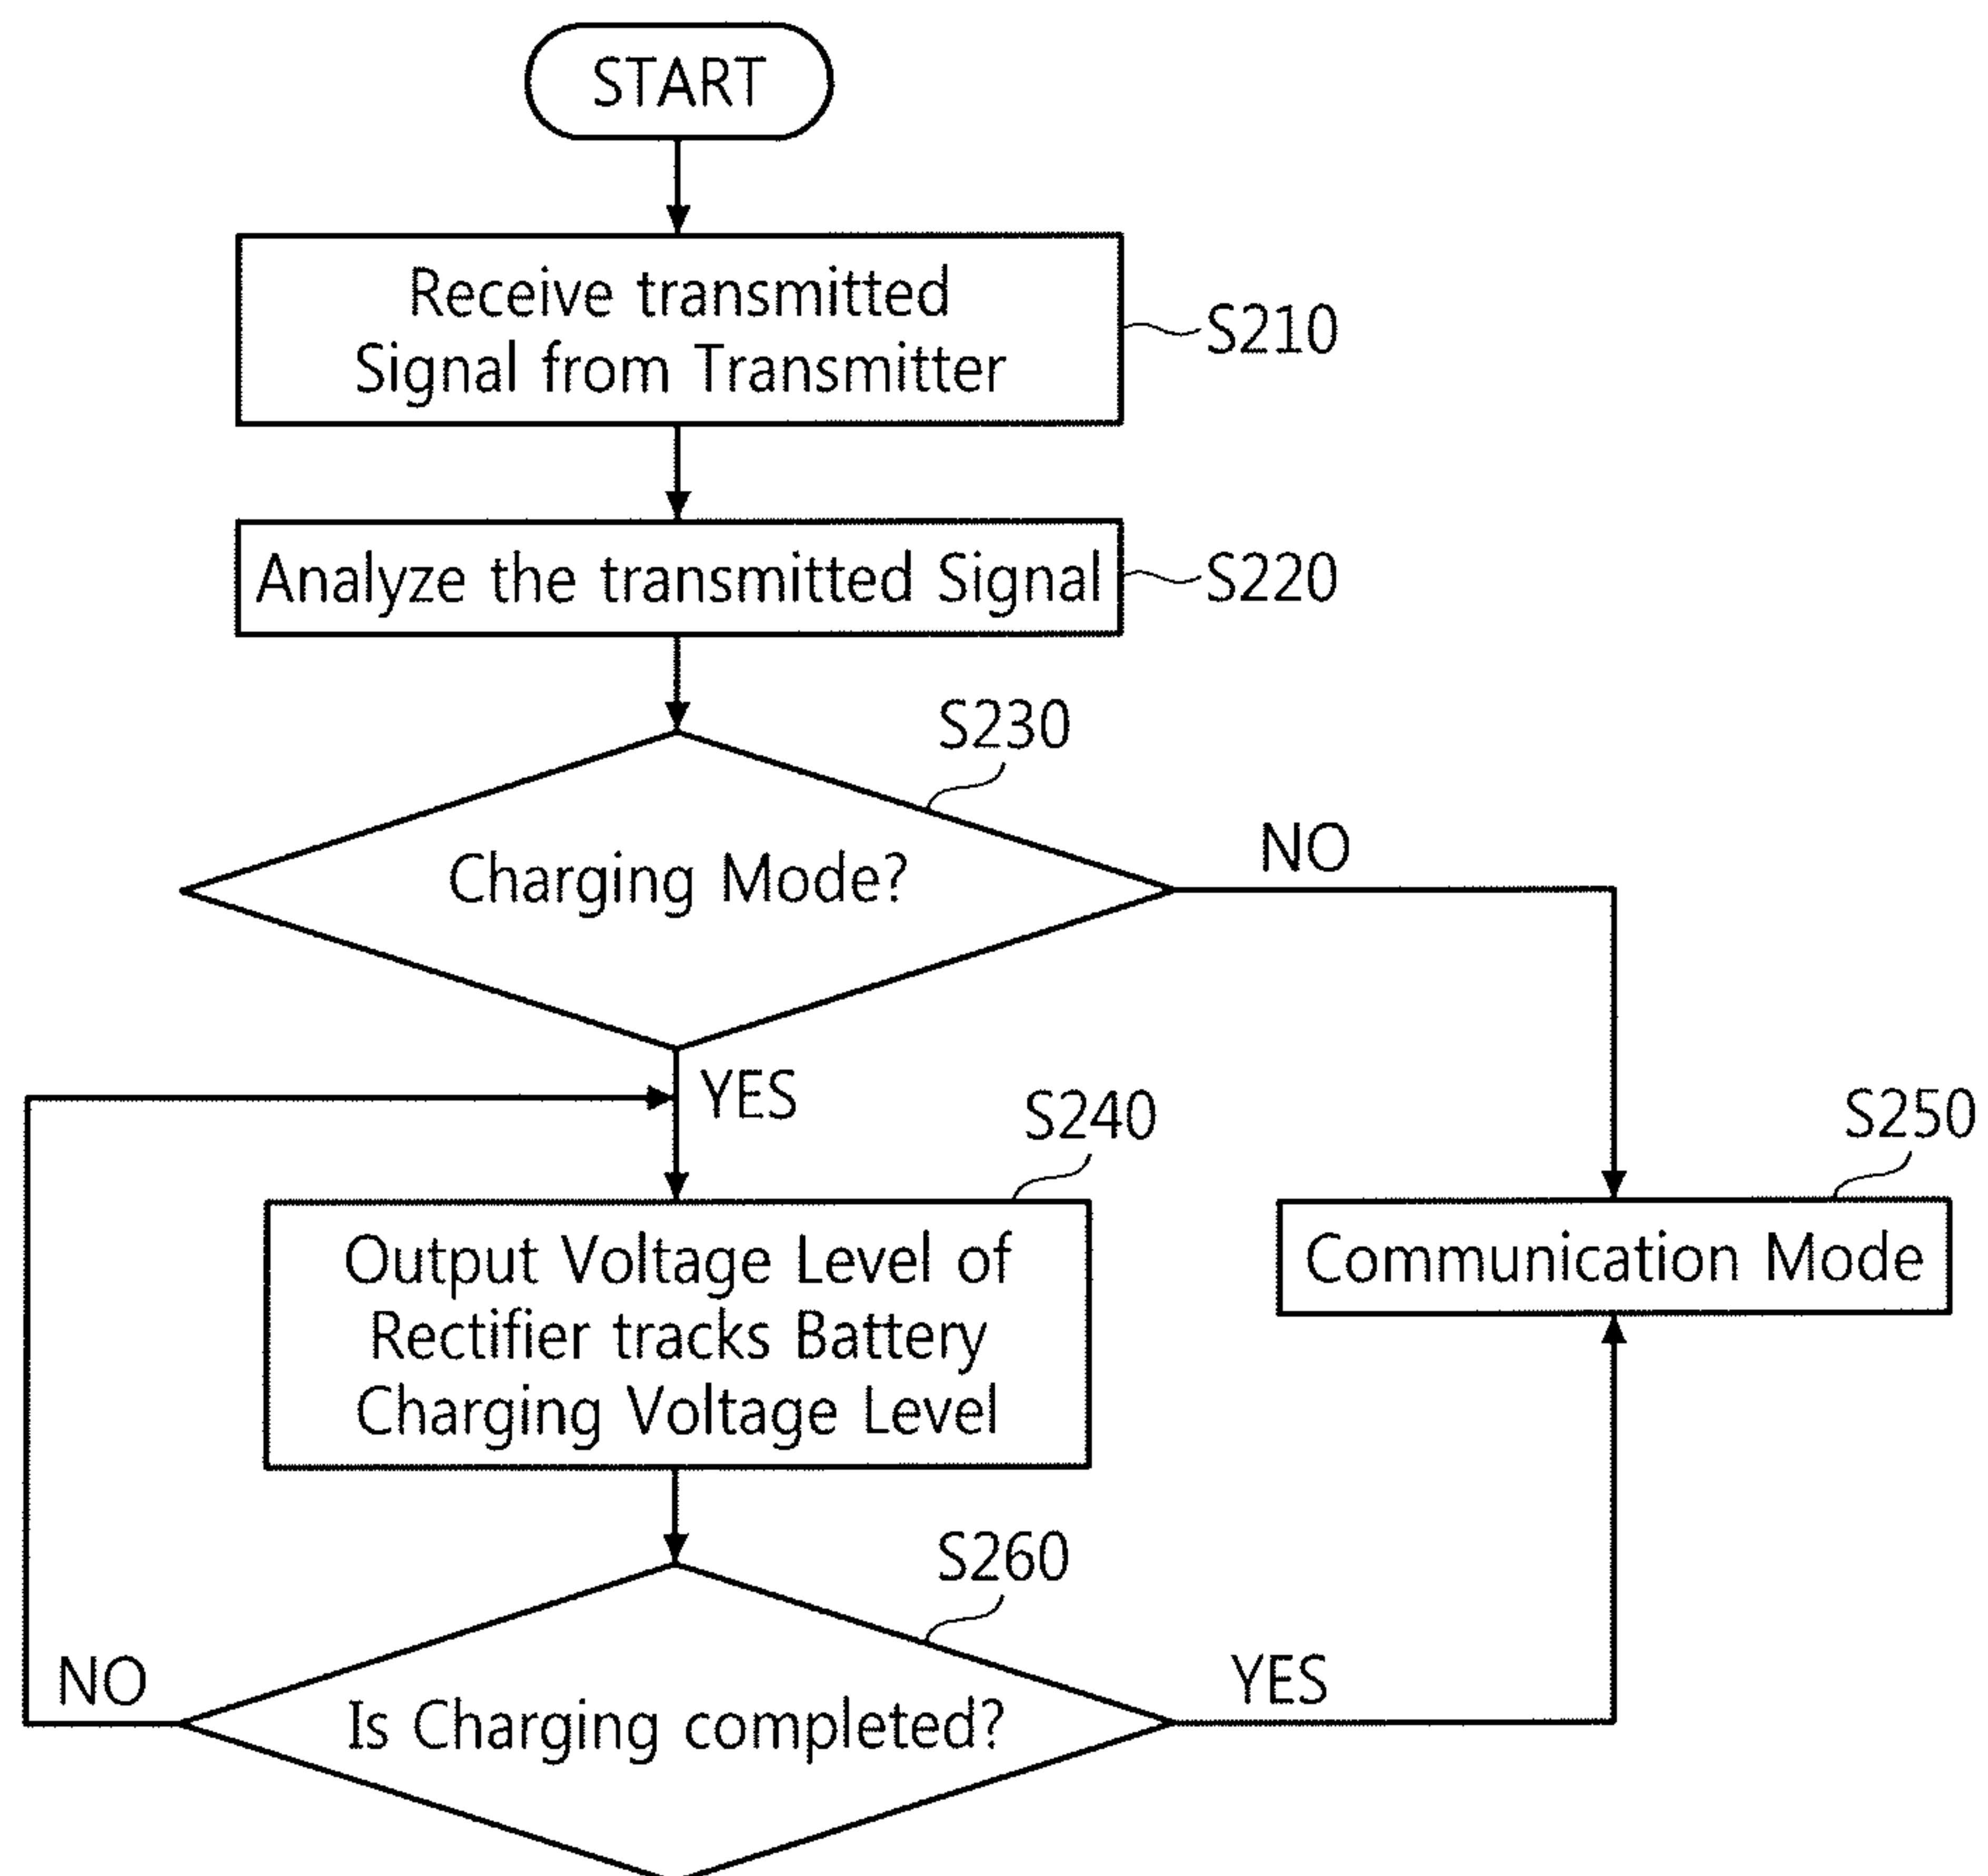 START
Receive transmitted
Signal from Transmitter
S210
Analyze the transmitted Signal
S220
S230
Charging Mode?
NO
YES
S240
S250
Output Voltage Level of
Rectifier tracks Battery
Charging Voltage Level
Communication Mode
S260
NO
Is Charging completed?
YES